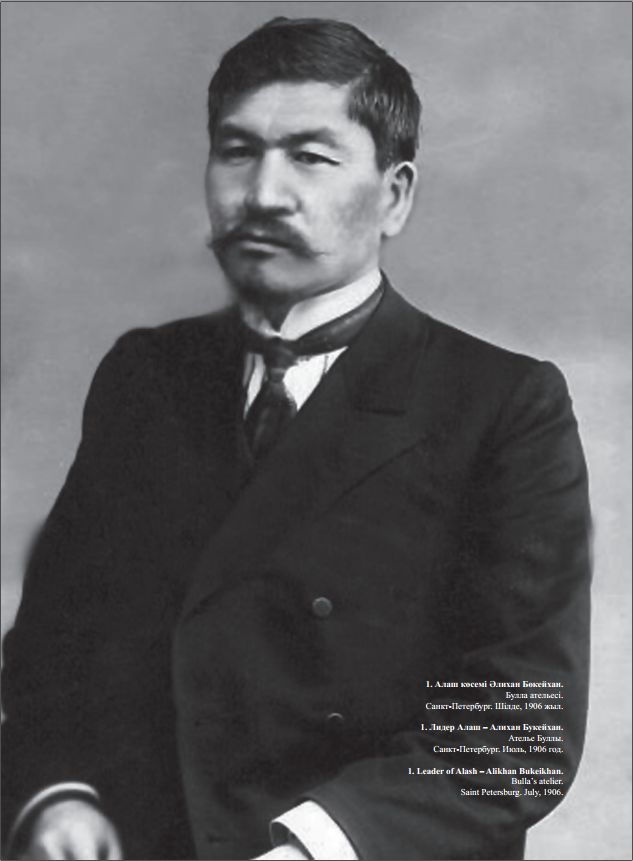 1. Алаш көсемі Әлихан Бөкейхан.
Булла ательесі.
Санкт-Петербург. Шілде, 1906 жыл.
1. Лидер Алаш – Алихан Букейхан.
Ателье Буллы.
Санкт-Петербург. Июль, 1906 год.
1. Leader of Alash – Alikhan Bukeikhan.
Bulla's atelier.
Saint Petersburg. July, 1906.